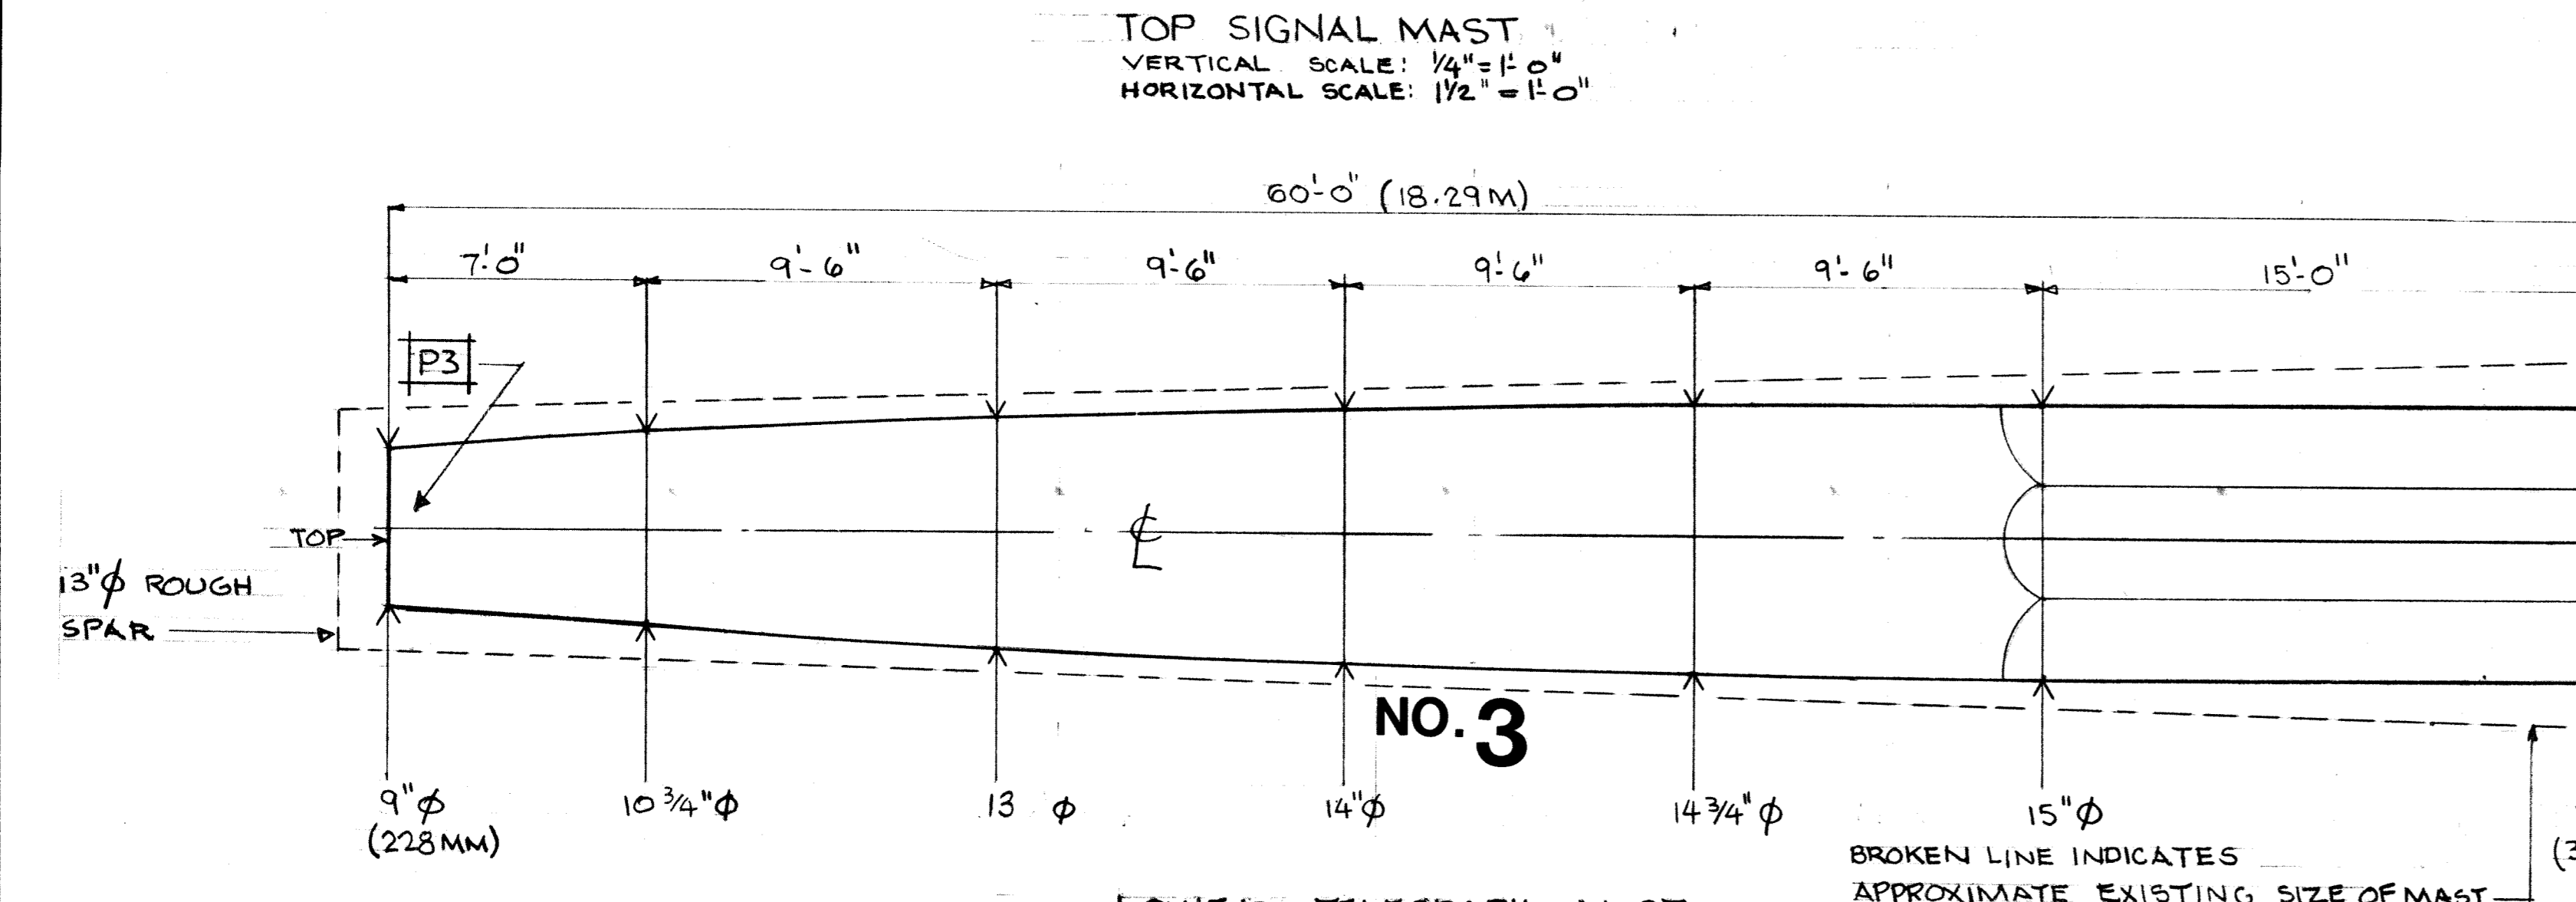 TOP SIGNAL MAST
VERTICAL SCALE: 1/4"=1'-0"
HORIZONTAL SCALE: 1 1/2"=1'-0"
60'-0" (18.29M)
7'-0" 9'-6" 9'-6" 9'-6" 9'-6" 15'-0"
P3
℄
TOP
13"ϕ ROUGH
SPAR
NO. 3
9"ϕ 10 3/4"ϕ 13 ϕ 14"ϕ 14 3/4"ϕ 15"ϕ
(228MM)
BROKEN LINE INDICATES
APPROXIMATE EXISTING SIZE OF MAST